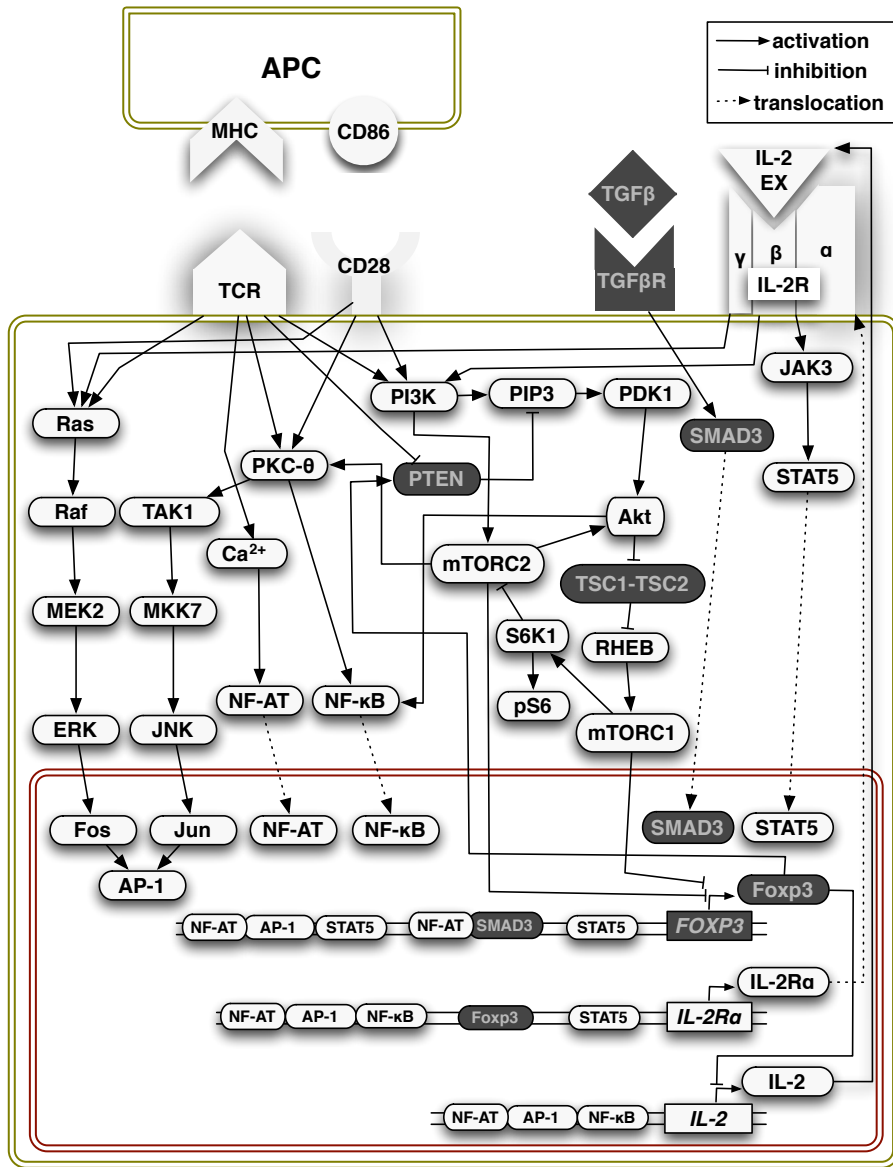 APC
MHC
CD86
activation
inhibition
translocation
IL-2
EX
TGFβ
TGFβR
γ
β
α
IL-2R
TCR
CD28
JAK3
PI3K
PIP3
PDK1
Ras
SMAD3
PKC-θ
PTEN
STAT5
Raf
TAK1
Akt
Ca²⁺
mTORC2
TSC1-TSC2
MEK2
MKK7
S6K1
RHEB
NF-AT
NF-κB
pS6
ERK
JNK
mTORC1
Fos
Jun
NF-AT
NF-κB
SMAD3
STAT5
AP-1
Foxp3
NF-AT
AP-1
STAT5
NF-AT
SMAD3
STAT5
FOXP3
IL-2Rα
NF-AT
AP-1
NF-κB
Foxp3
STAT5
IL-2Rα
IL-2
NF-AT
AP-1
NF-κB
IL-2